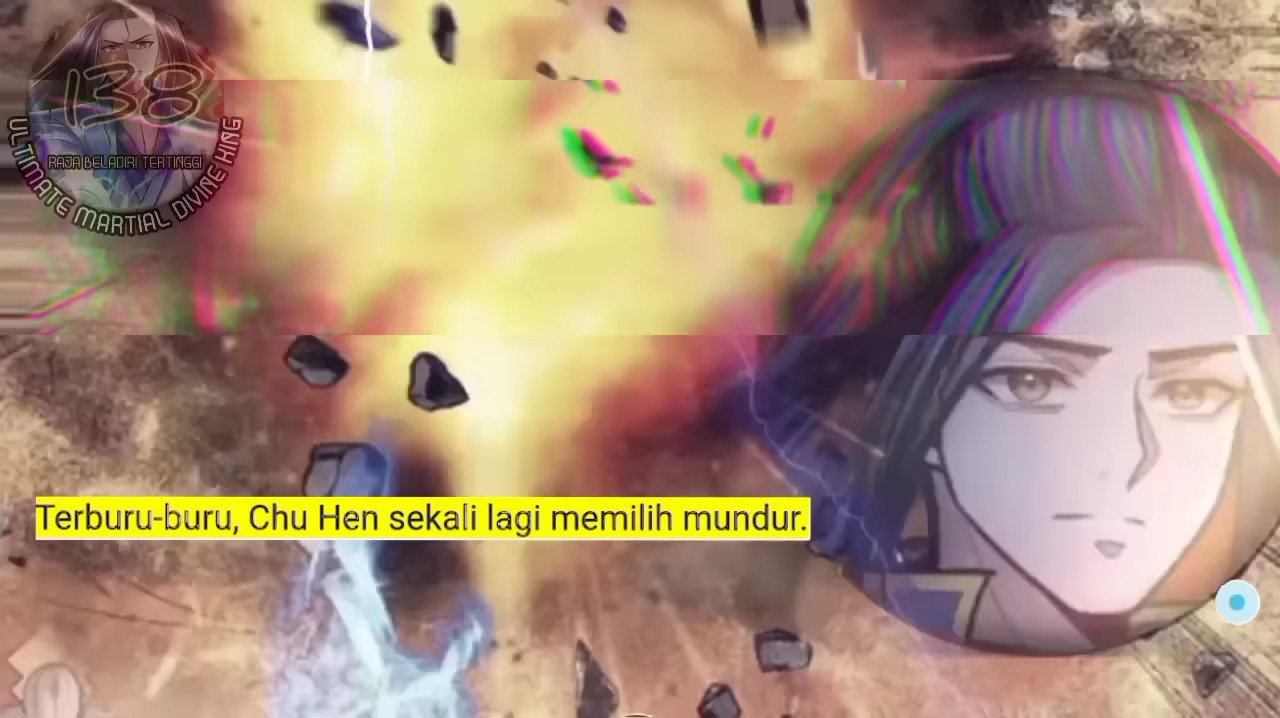 138
RAJA BELADIRI TERTINGGI
ULTIMATE MARTIAL DIVINE KING
Terburu-buru, Chu Hen sekali lagi memilih mundur.